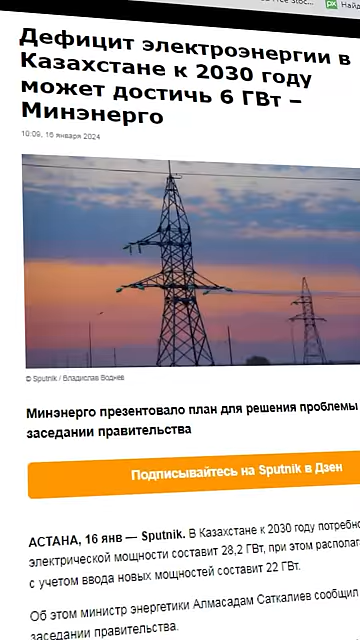 Найд
Дефицит электроэнергии в
Казахстане к 2030 году
может достичь 6 ГВт –
Минэнерго
10:09, 16 января 2024
© Sputnik / Владислав Воднев
Минэнерго презентовало план для решения проблемы
заседании правительства
Подписывайтесь на Sputnik в Дзен
АСТАНА, 16 янв — Sputnik. В Казахстане к 2030 году
электрической мощности составит 28,2 ГВт, при этом
с учетом ввода новых мощностей составит 22 ГВт.
Об этом министр энергетики Алмасадам Саткалиев сообщил
заседании правительства.